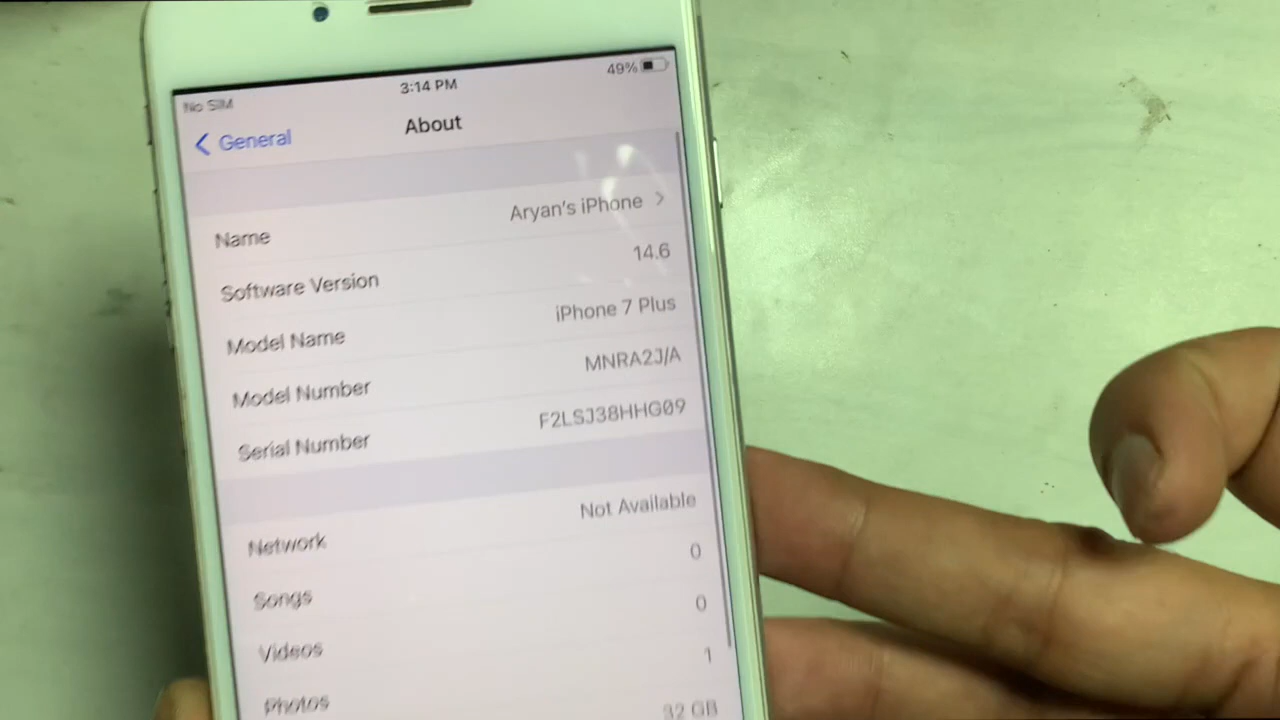 No SIM 3:14 PM 49%
General About
Name Aryan's iPhone
Software Version 14.6
Model Name iPhone 7 Plus
Model Number MNRA2J/A
Serial Number F2LSJ38HHG09
Network Not Available
Songs 0
Videos 0
Photos 1
32 GB